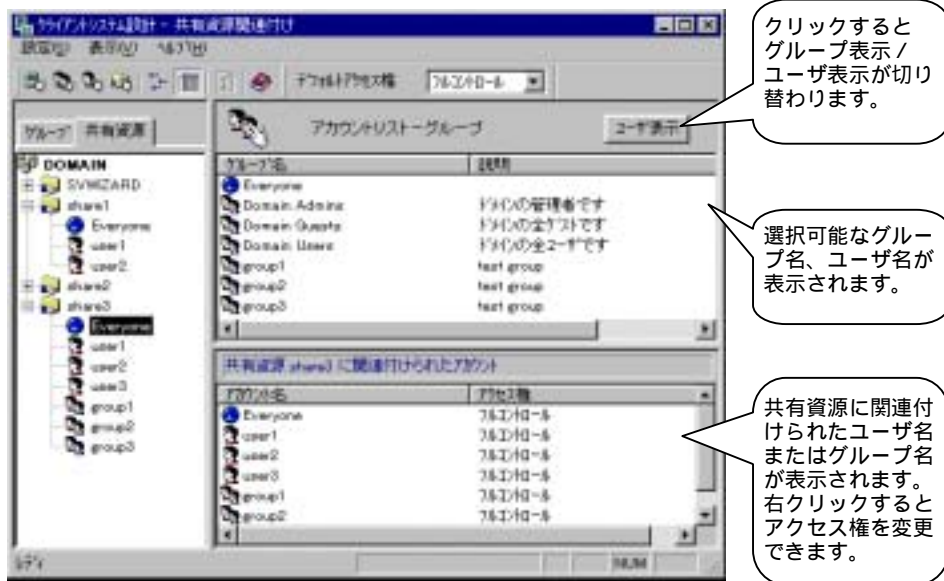 クライアントシステム設計 - 共有資源関連付け
設定(U) 表示(V) ヘルプ(H)
デフォルトアクセス権 フルコントロール
グループ 共有資源
アカウントリスト－グループ
ユーザ表示
DOMAIN
SVWIZARD
share1
Everyone
user1
user2
share2
share3
Everyone
user1
user2
user3
group1
group2
group3
グループ名 説明
Everyone
Domain Admins ドメインの管理者です
Domain Guests ドメインの全ゲストです
Domain Users ドメインの全ユーザです
group1 test group
group2 test group
group3 test group
共有資源 share3 に関連付けられたアカウント
アカウント名 アクセス権
Everyone フルコントロール
user1 フルコントロール
user2 フルコントロール
user3 フルコントロール
group1 フルコントロール
group2 フルコントロール
レディ
NUM
クリックすると
グループ表示/
ユーザ表示が切り
替わります。
選択可能なグルー
プ名、ユーザ名が
表示されます。
共有資源に関連付
けられたユーザ名
またはグループ名
が表示されます。
右クリックすると
アクセス権を変更
できます。